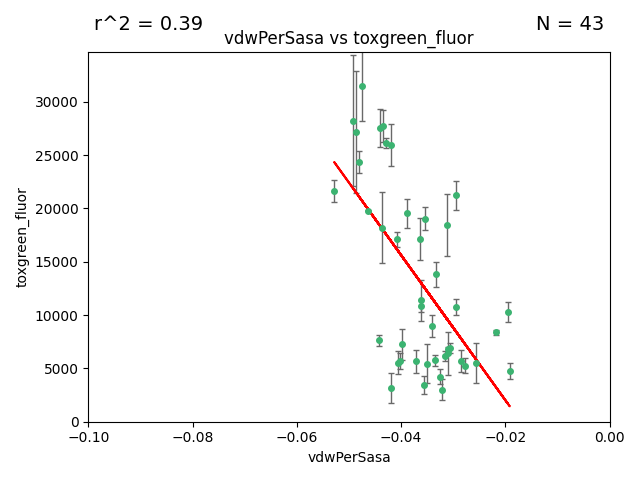 r^2 = 0.39
N = 43
vdwPerSasa vs toxgreen_fluor
30000
25000
20000
15000
10000
5000
0
toxgreen_fluor
−0.10
−0.08
−0.06
−0.04
−0.02
0.00
vdwPerSasa